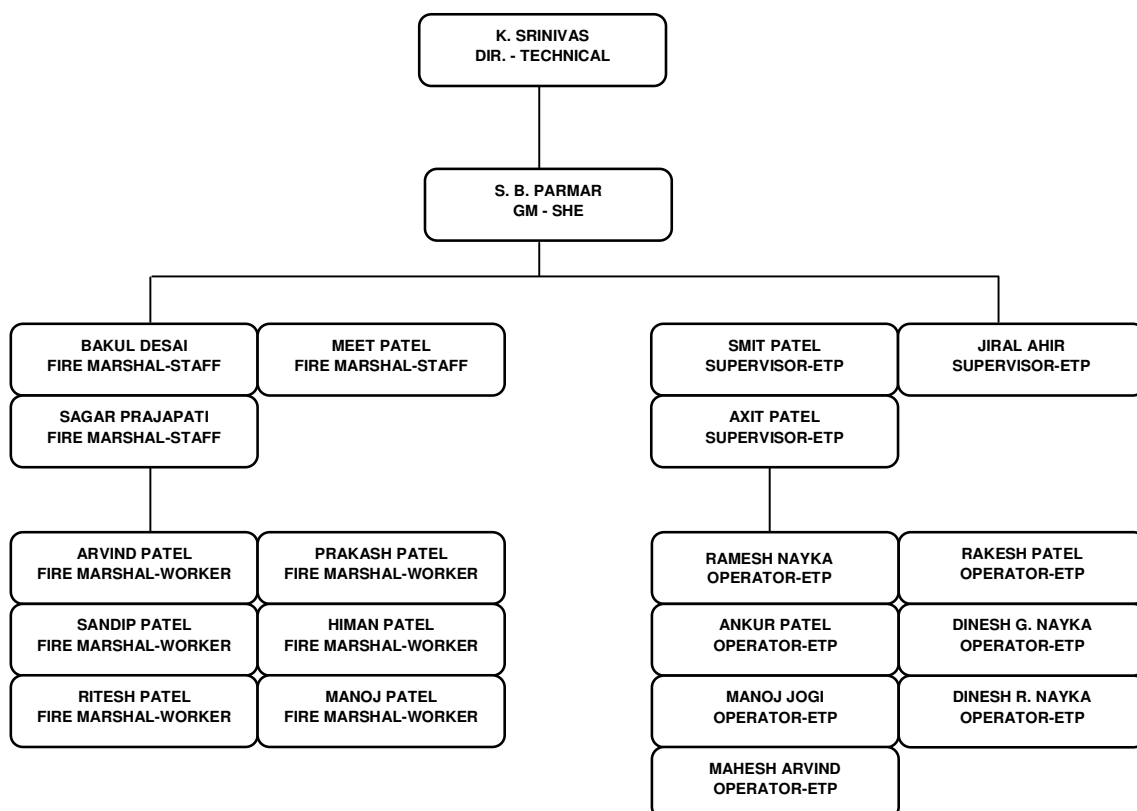 K. SRINIVAS
DIR. - TECHNICAL
S. B. PARMAR
GM - SHE
BAKUL DESAI
FIRE MARSHAL-STAFF
MEET PATEL
FIRE MARSHAL-STAFF
SMIT PATEL
SUPERVISOR-ETP
JIRAL AHIR
SUPERVISOR-ETP
SAGAR PRAJAPATI
FIRE MARSHAL-STAFF
AXIT PATEL
SUPERVISOR-ETP
ARVIND PATEL
FIRE MARSHAL-WORKER
PRAKASH PATEL
FIRE MARSHAL-WORKER
RAMESH NAYKA
OPERATOR-ETP
RAKESH PATEL
OPERATOR-ETP
SANDIP PATEL
FIRE MARSHAL-WORKER
HIMAN PATEL
FIRE MARSHAL-WORKER
ANKUR PATEL
OPERATOR-ETP
DINESH G. NAYKA
OPERATOR-ETP
RITESH PATEL
FIRE MARSHAL-WORKER
MANOJ PATEL
FIRE MARSHAL-WORKER
MANOJ JOGI
OPERATOR-ETP
DINESH R. NAYKA
OPERATOR-ETP
MAHESH ARVIND
OPERATOR-ETP